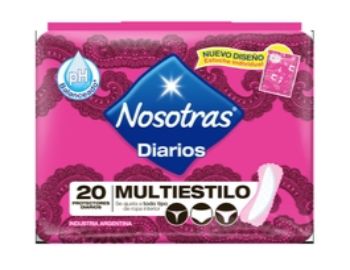 NUEVO DISEÑO
Estuche Individual
pH
Balanceado
Nosotras
Diarios
20 MULTIESTILO
PROTECTORES
DIARIOS
Se ajusta a todo tipo
de ropa interior
INDUSTRIA ARGENTINA